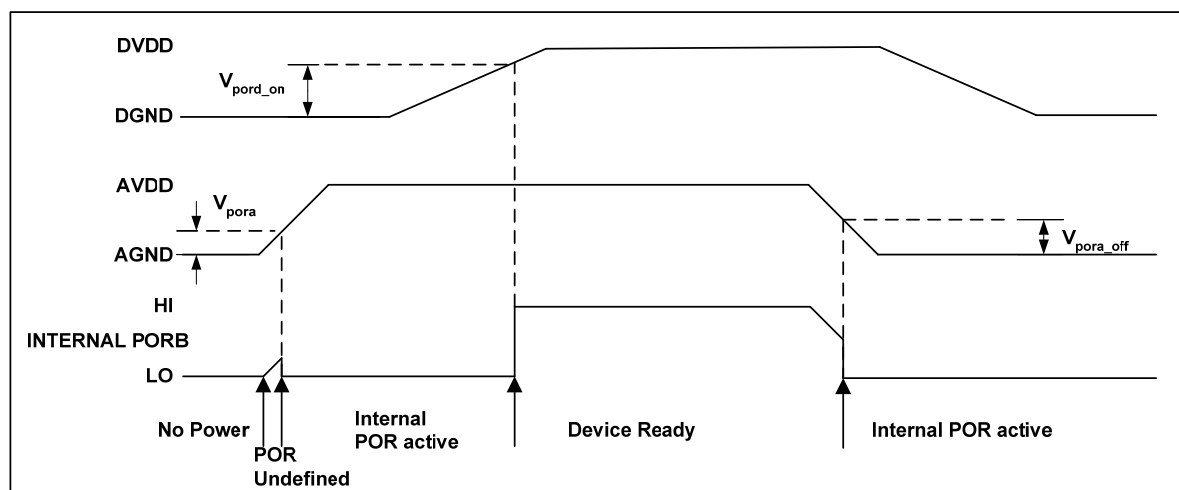 DVDD
V_pord_on
DGND
AVDD
V_pora
AGND
V_pora_off
HI
INTERNAL PORB
LO
No Power
POR
Undefined
Internal
POR active
Device Ready
Internal POR active